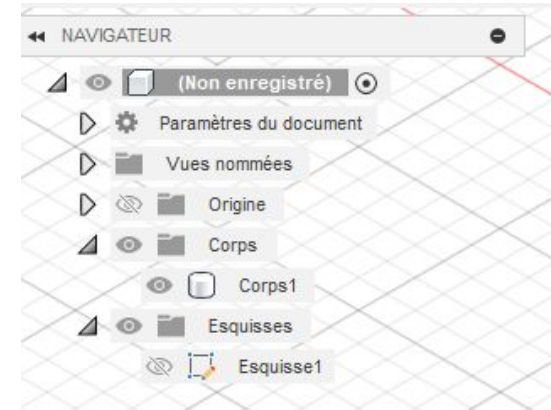 NAVIGATEUR
(Non enregistré)
Paramètres du document
Vues nommées
Origine
Corps
Corps1
Esquisses
Esquisse1